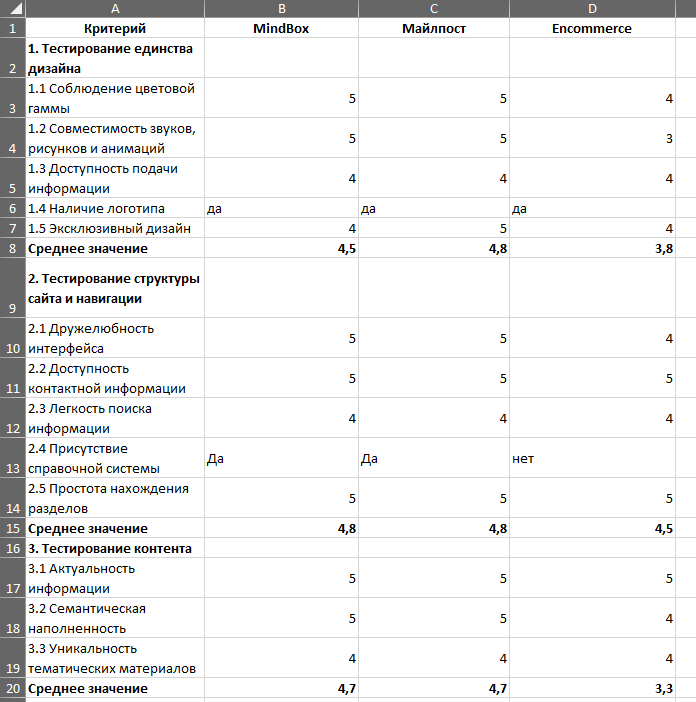 A B C D
1 Критерий MindBox Майлпост Encommerce
1. Тестирование единства
2 дизайна
1.1 Соблюдение цветовой
3 гаммы 5 5 4
1.2 Совместимость звуков,
4 рисунков и анимаций 5 5 3
1.3 Доступность подачи
5 информации 4 4 4
6 1.4 Наличие логотипа да да да
7 1.5 Эксклюзивный дизайн 4 5 4
8 Среднее значение 4,5 4,8 3,8
2. Тестирование структуры
сайта и навигации
9
2.1 Дружелюбность
10 интерфейса 5 5 4
2.2 Доступность
11 контактной информации 5 5 5
2.3 Легкость поиска
12 информации 4 4 4
2.4 Присутствие
13 справочной системы Да Да нет
2.5 Простота нахождения
14 разделов 5 5 5
15 Среднее значение 4,8 4,8 4,5
16 3. Тестирование контента
3.1 Актуальность
17 информации 5 5 5
3.2 Семантическая
18 наполненность 5 5 4
3.3 Уникальность
19 тематических материалов 4 4 4
20 Среднее значение 4,7 4,7 3,3